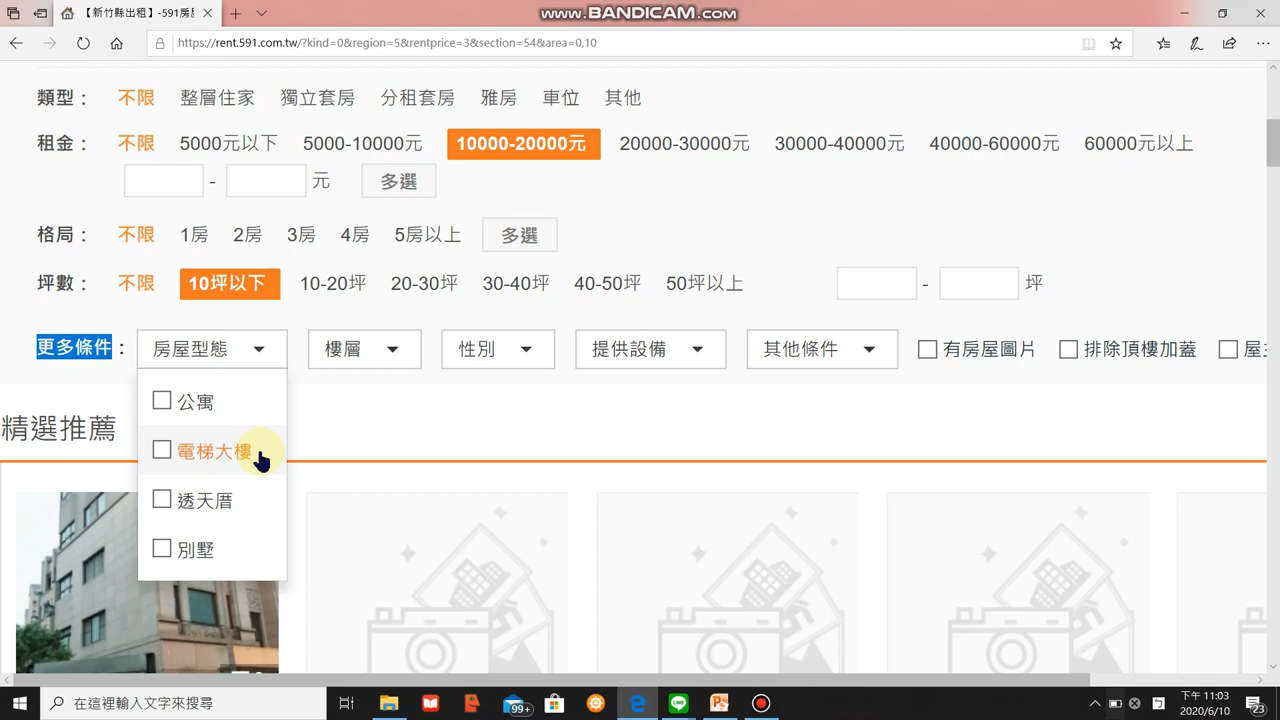 【新竹縣出租】-591房屋
www.BANDICAM.com
https://rent.591.com.tw/?kind=0&region=5&rentprice=3&section=54&area=0,10
類型： 不限 整層住家 獨立套房 分租套房 雅房 車位 其他
租金： 不限 5000元以下 5000-10000元 10000-20000元 20000-30000元 30000-40000元 40000-60000元 60000元以上
- 元 多選
格局： 不限 1房 2房 3房 4房 5房以上 多選
坪數： 不限 10坪以下 10-20坪 20-30坪 30-40坪 40-50坪 50坪以上 - 坪
更多條件： 房屋型態 樓層 性別 提供設備 其他條件 有房屋圖片 排除頂樓加蓋 屋主
公寓
精選推薦
電梯大樓
透天厝
別墅
在這裡輸入文字來搜尋
99+
下午 11:03
2020/6/10
23